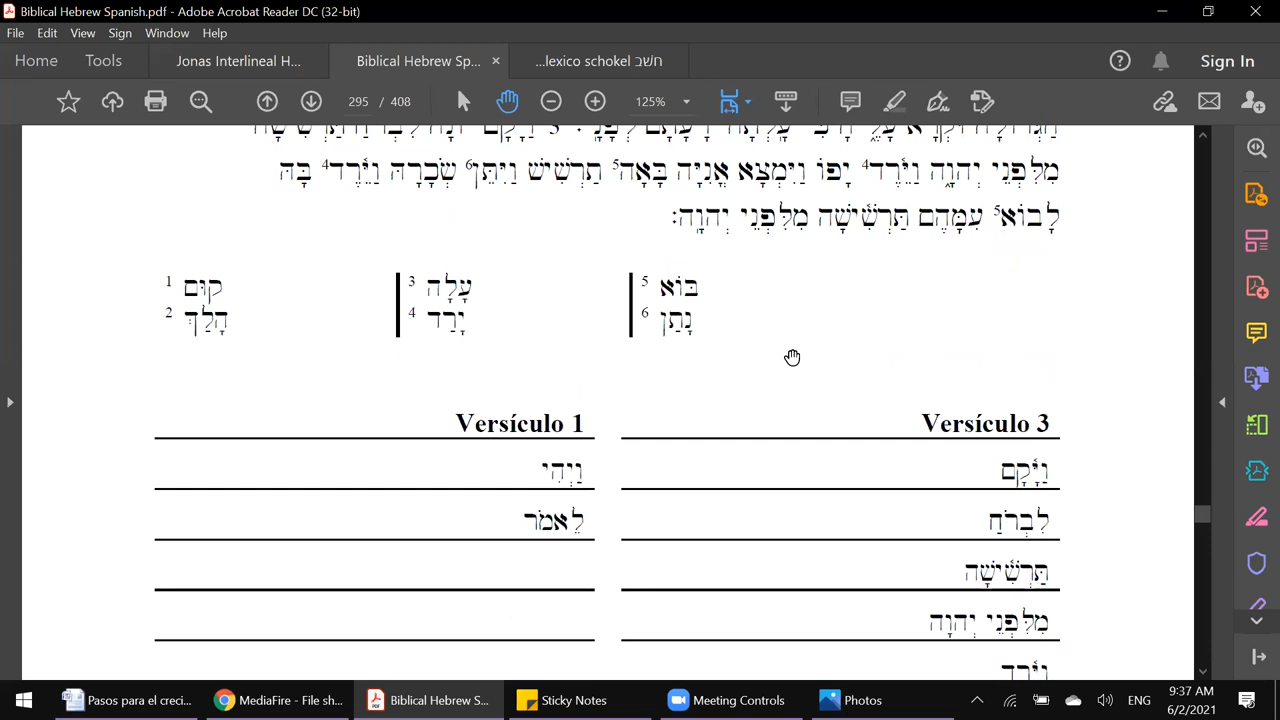 Biblical Hebrew Spanish.pdf - Adobe Acrobat Reader DC (32-bit)
File Edit View Sign Window Help
Home Tools Jonas Interlineal H... Biblical Hebrew Sp... × ...lexico schokel חשב Sign In
295 / 408 125%
מִלִּפְנֵי יְהוָ֑ה וַיֵּ֫רֶד⁴ יָפוֹ וַיִּמְצָא אֳנִיָּה בָּאָה⁵ תַרְשִׁישׁ וַיִּתֵּן⁶ שְׂכָרָהּ וַיֵּ֫רֶד⁴ בָּהּ
לָבוֹא⁵ עִמָּהֶם תַּרְשִׁ֫ישָׁה מִלִּפְנֵי יְהוָֽה׃
1 קוּם 3 עָלָה 5 בּוֹא
2 הָלַךְ 4 יָרַד 6 נָתַן
Versículo 1 Versículo 3
וַיְהִי וַיָּ֫קָם
לֵאמֹר לִבְרֹחַ
תַּרְשִׁ֫ישָׁה
מִלִּפְנֵי יְהוָה
וַיֵּ֫רֶד
Pasos para el creci... MediaFire - File sh... Biblical Hebrew S... Sticky Notes Meeting Controls Photos ENG 9:37 AM
6/2/2021